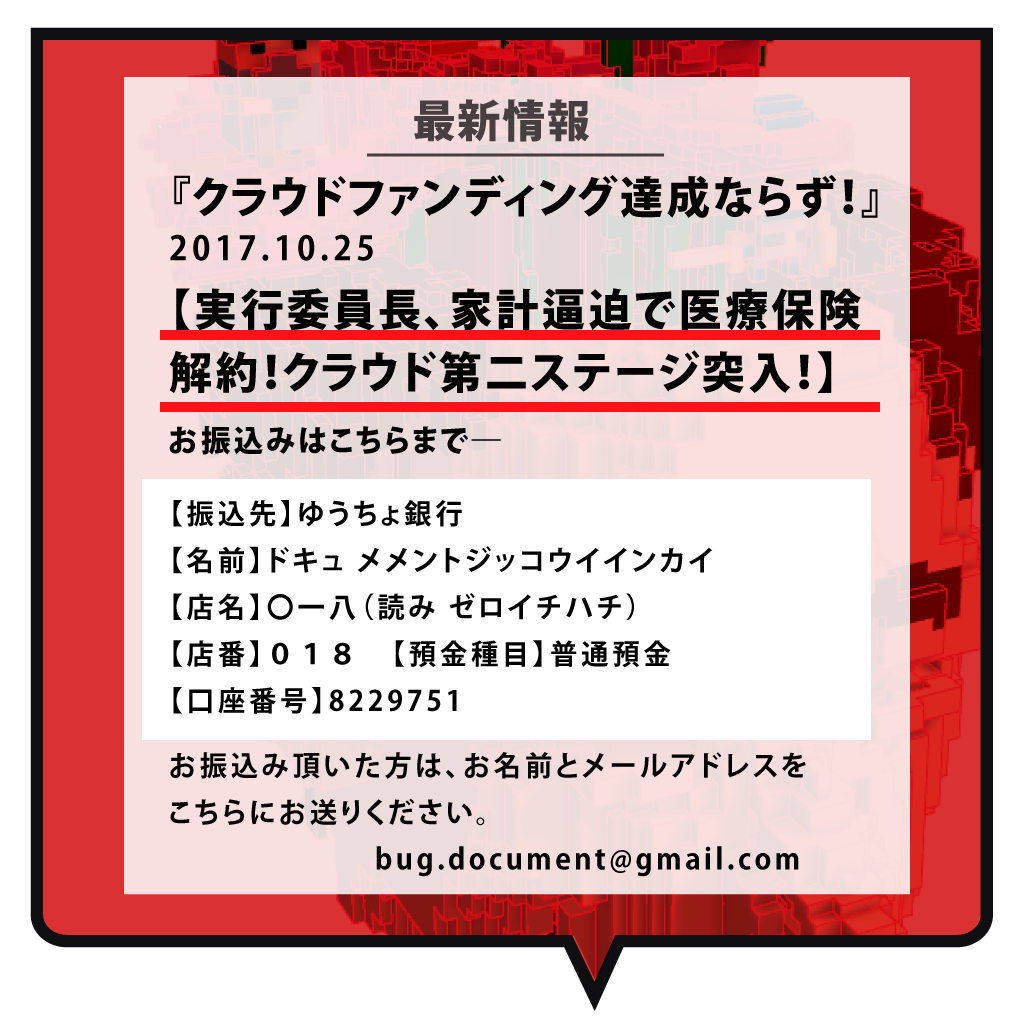 最新情報
『クラウドファンディング達成ならず!』
2017.10.25
【実行委員長、家計逼迫で医療保険
解約!クラウド第二ステージ突入!】
お振込みはこちらまで―
【振込先】ゆうちょ銀行
【名前】ドキュ メメントジッコウイインカイ
【店名】〇一八(読み ゼロイチハチ)
【店番】０１８ 【預金種目】普通預金
【口座番号】8229751
お振込み頂いた方は、お名前とメールアドレスを
こちらにお送りください。
bug.document@gmail.com